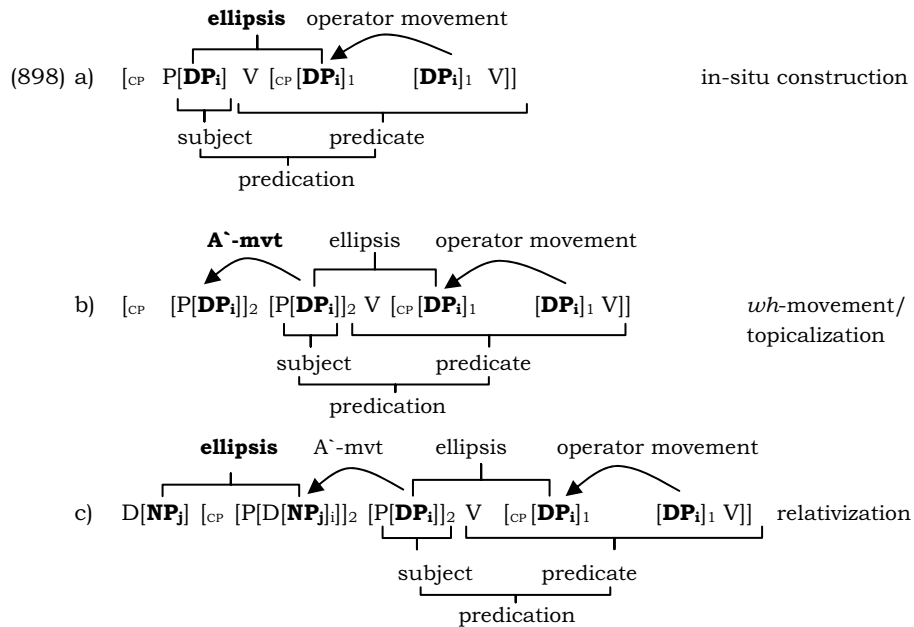 ellipsis operator movement
(898) a) [CP P[DPi] V [CP [DPi]1 [DPi]1 V]] in-situ construction
subject predicate
predication
A`-mvt ellipsis operator movement
b) [CP [P[DPi]]2 [P[DPi]]2 V [CP [DPi]1 [DPi]1 V]] wh-movement/
topicalization
subject predicate
predication
ellipsis A`-mvt ellipsis operator movement
c) D[NPj] [CP [P[D[NPj]i]]2 [P[DPi]]2 V [CP [DPi]1 [DPi]1 V]] relativization
subject predicate
predication